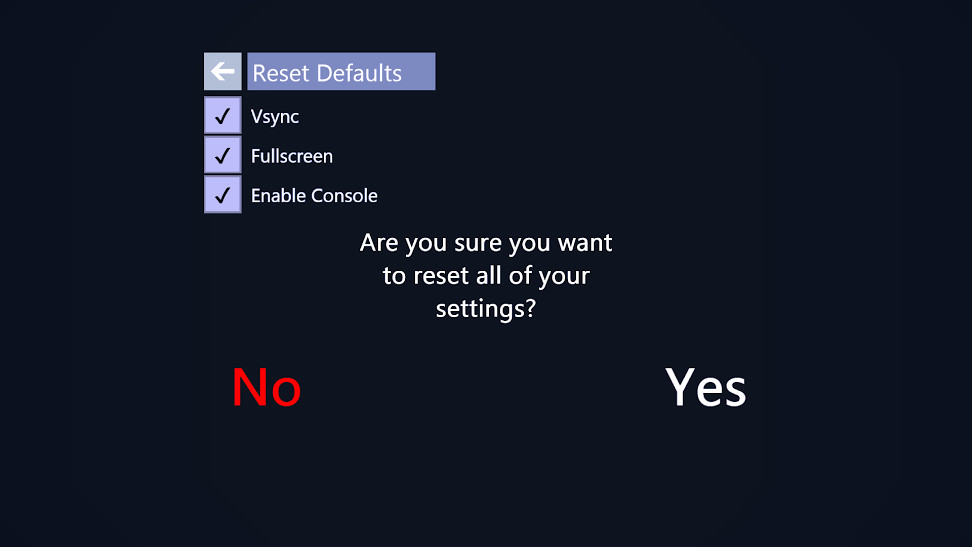 Reset Defaults
Vsync
Fullscreen
Enable Console
Are you sure you want
to reset all of your
settings?
No
Yes